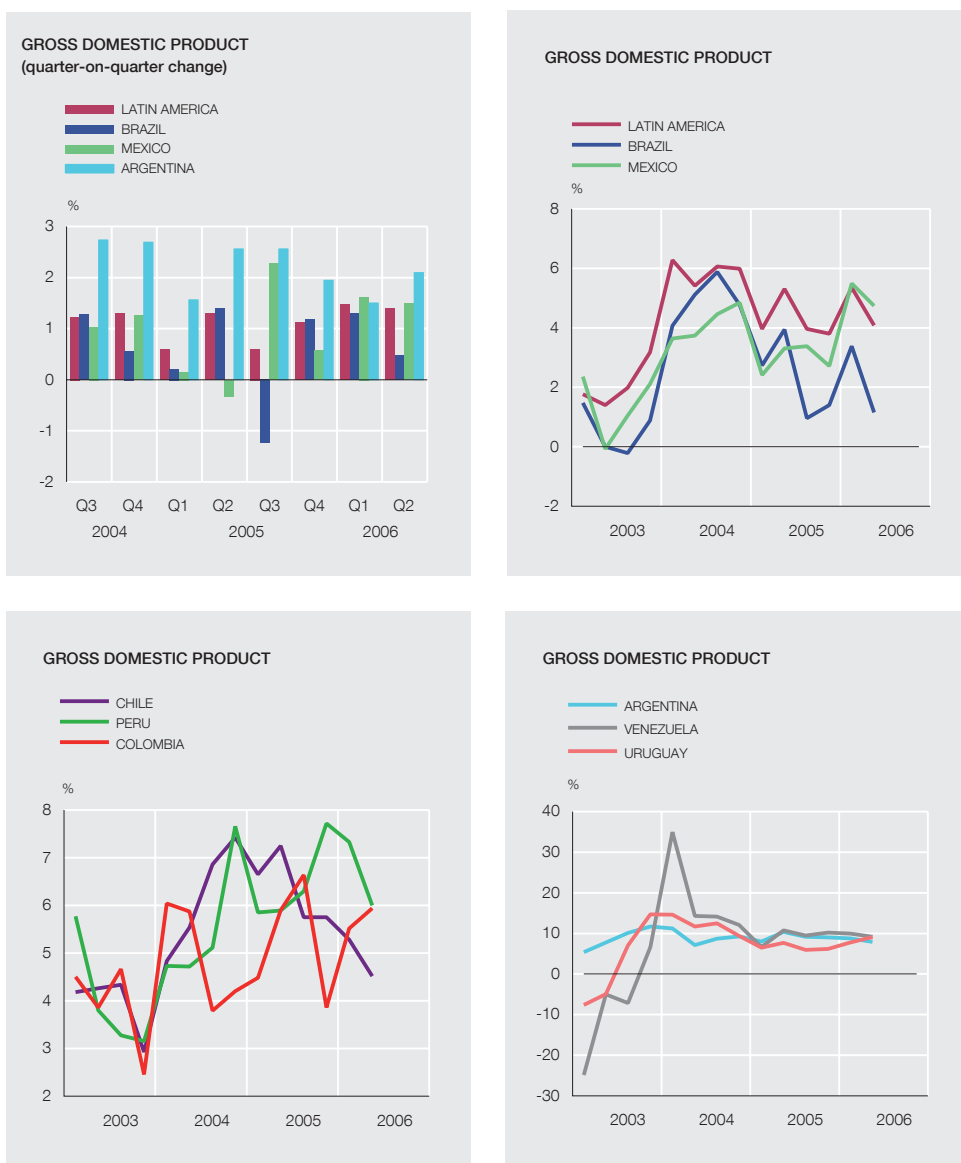 GROSS DOMESTIC PRODUCT
(quarter-on-quarter change)
LATIN AMERICA
BRAZIL
MEXICO
ARGENTINA
%
3
2
1
0
-1
-2
Q3 Q4 Q1 Q2 Q3 Q4 Q1 Q2
2004 2005 2006
GROSS DOMESTIC PRODUCT
LATIN AMERICA
BRAZIL
MEXICO
%
8
6
4
2
0
-2
2003 2004 2005 2006
GROSS DOMESTIC PRODUCT
CHILE
PERU
COLOMBIA
%
8
7
6
5
4
3
2
2003 2004 2005 2006
GROSS DOMESTIC PRODUCT
ARGENTINA
VENEZUELA
URUGUAY
%
40
30
20
10
0
-10
-20
-30
2003 2004 2005 2006